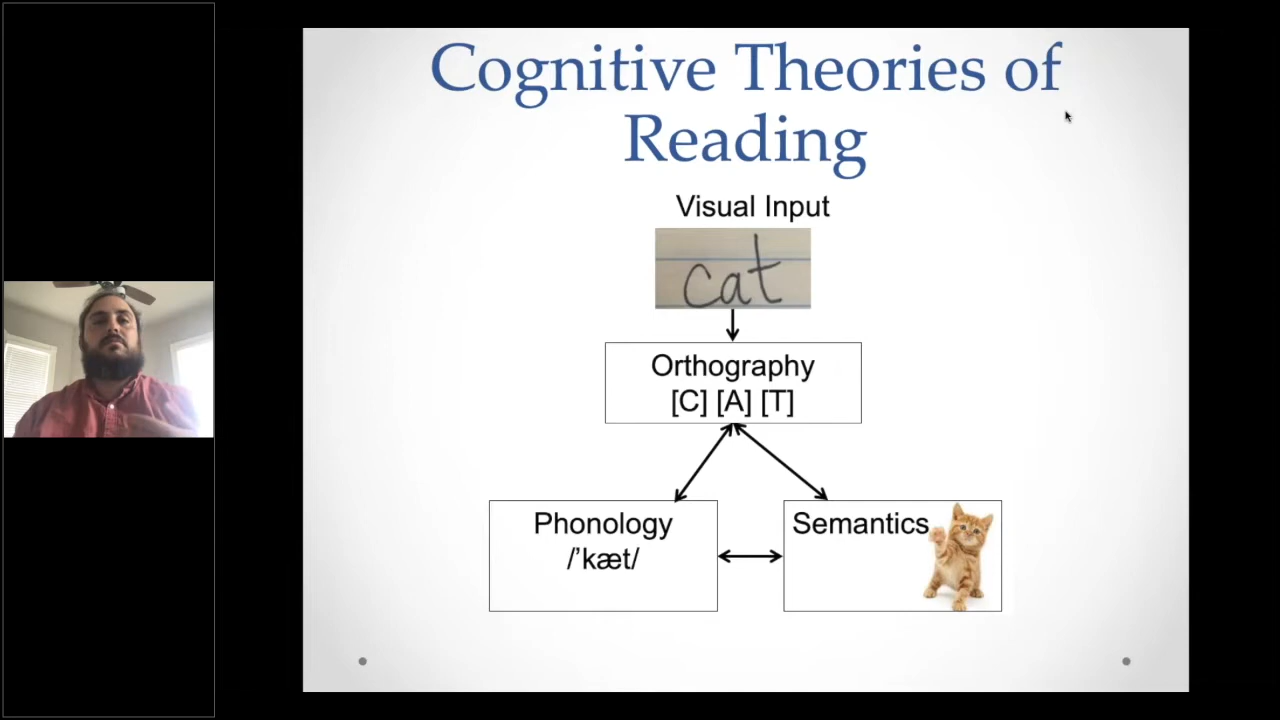 Cognitive Theories of
Reading
Visual Input
cat
Orthography
[C] [A] [T]
Phonology
/’kæt/
Semantics